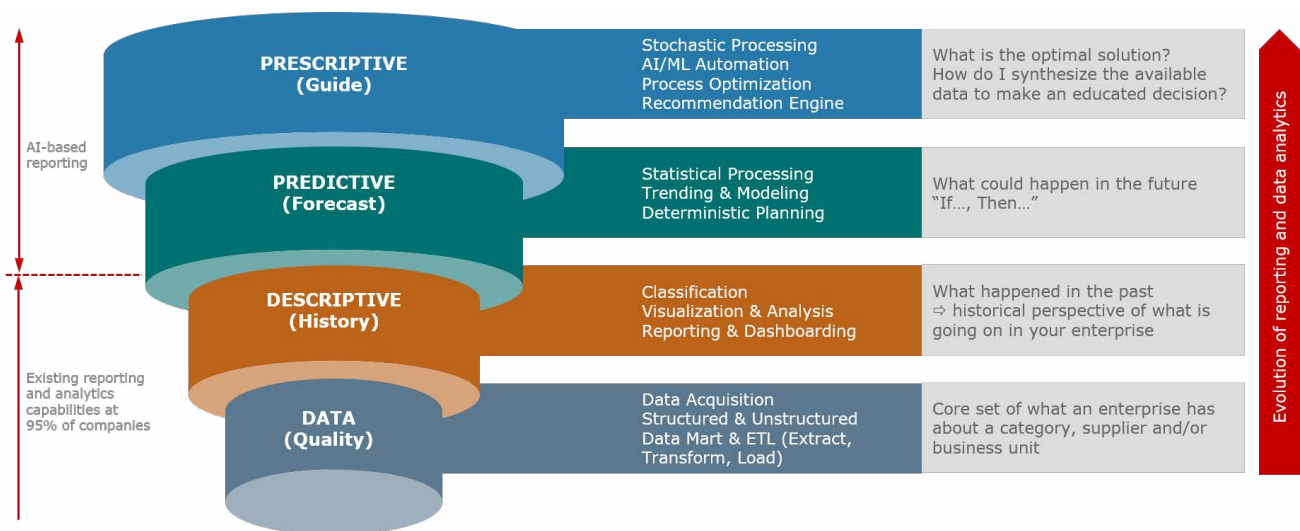 PRESCRIPTIVE
(Guide)
Stochastic Processing
AI/ML Automation
Process Optimization
Recommendation Engine
What is the optimal solution?
How do I synthesize the available
data to make an educated decision?
AI-based
reporting
PREDICTIVE
(Forecast)
Statistical Processing
Trending & Modeling
Deterministic Planning
What could happen in the future
“If…, Then…”
DESCRIPTIVE
(History)
Classification
Visualization & Analysis
Reporting & Dashboarding
What happened in the past
⇨ historical perspective of what is
going on in your enterprise
Existing reporting
and analytics
capabilities at
95% of companies
DATA
(Quality)
Data Acquisition
Structured & Unstructured
Data Mart & ETL (Extract,
Transform, Load)
Core set of what an enterprise has
about a category, supplier and/or
business unit
Evolution of reporting and data analytics